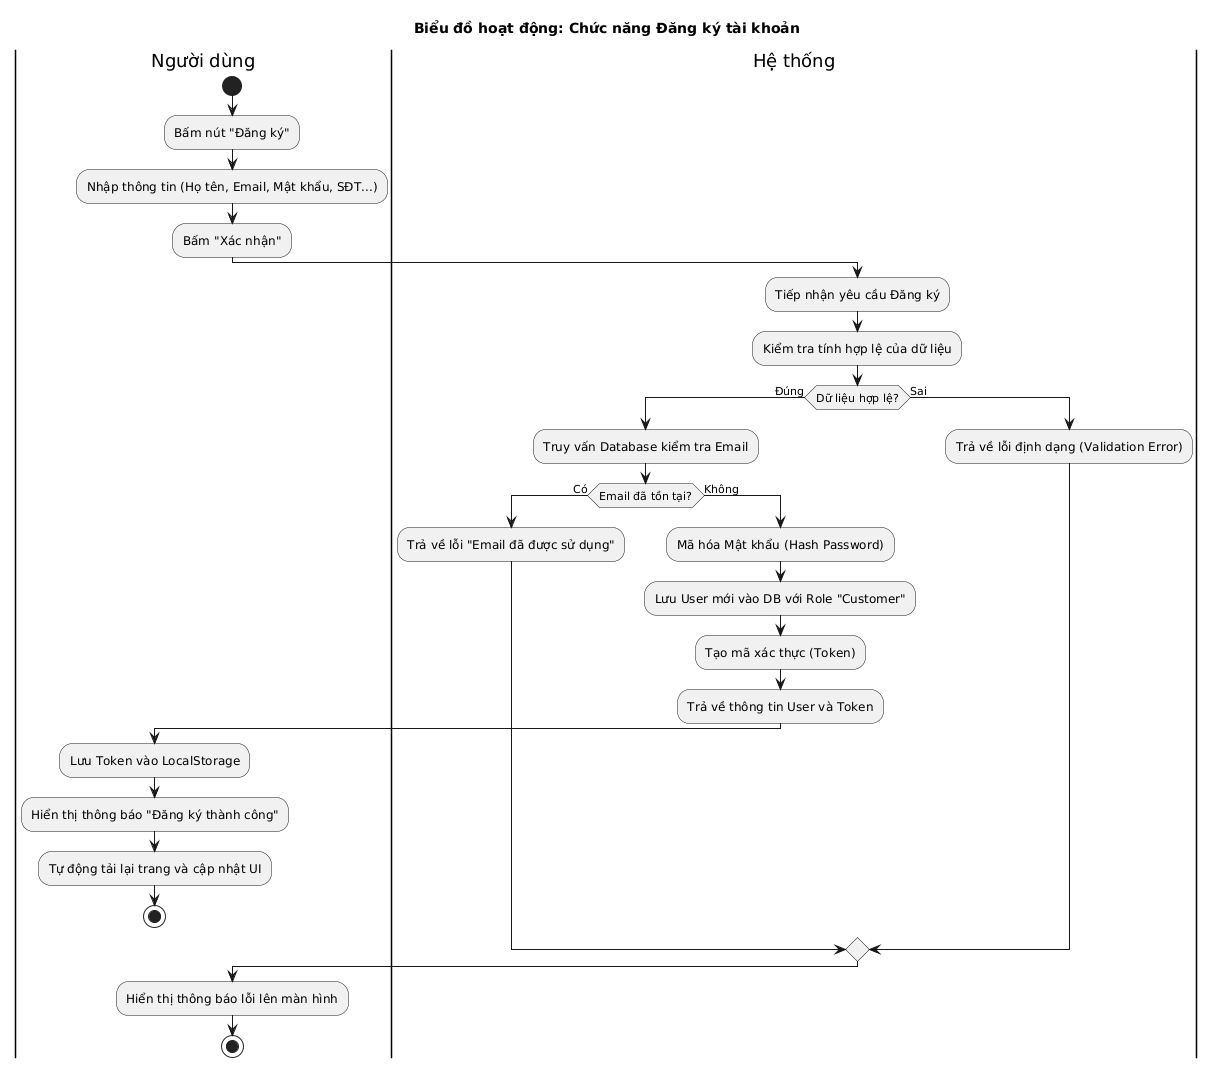 Biểu đồ hoạt động: Chức năng Đăng ký tài khoản
Người dùng
Hệ thống
Bấm nút "Đăng ký"
Nhập thông tin (Họ tên, Email, Mật khẩu, SĐT...)
Bấm "Xác nhận"
Tiếp nhận yêu cầu Đăng ký
Kiểm tra tính hợp lệ của dữ liệu
Đúng
Dữ liệu hợp lệ?
Sai
Truy vấn Database kiểm tra Email
Trả về lỗi định dạng (Validation Error)
Có
Email đã tồn tại?
Không
Trả về lỗi "Email đã được sử dụng"
Mã hóa Mật khẩu (Hash Password)
Lưu User mới vào DB với Role "Customer"
Tạo mã xác thực (Token)
Trả về thông tin User và Token
Lưu Token vào LocalStorage
Hiển thị thông báo "Đăng ký thành công"
Tự động tải lại trang và cập nhật UI
Hiển thị thông báo lỗi lên màn hình